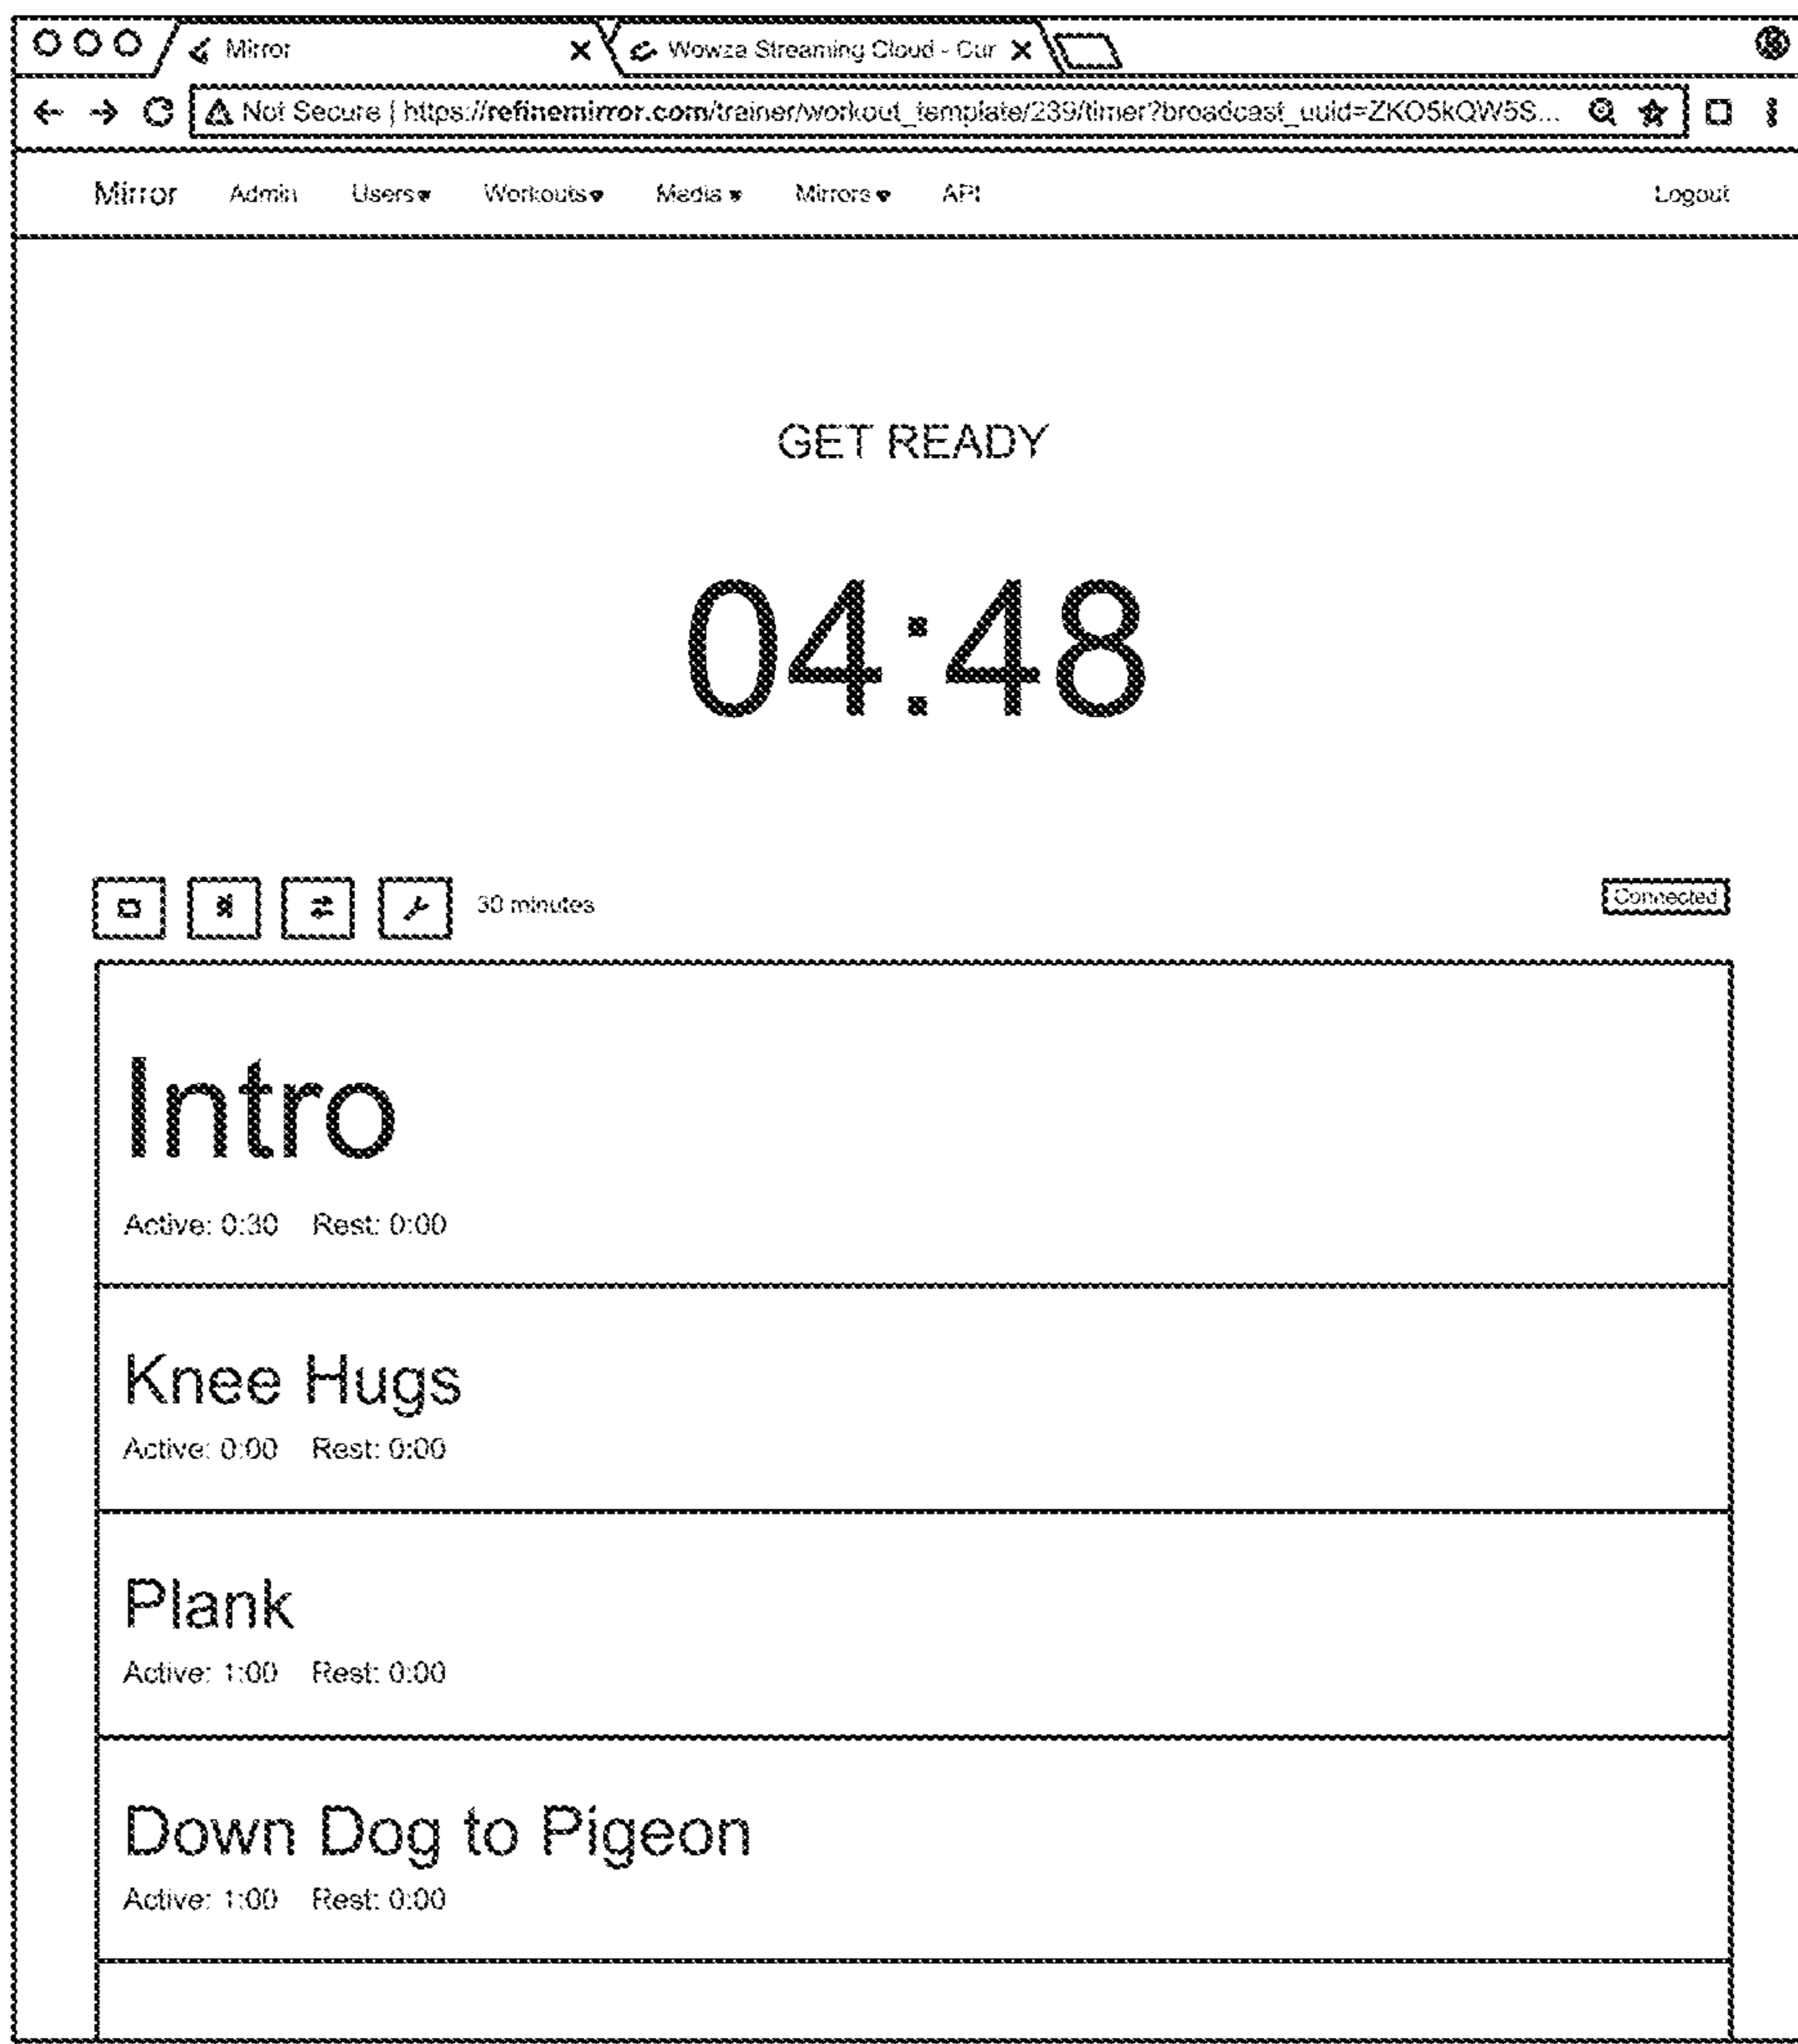 Mirror Wowza Streaming Cloud - Cur
Not Secure | https://refinemirror.com/trainer/workout_template/239/timer?broadcast_uuid=ZKO5kQW5S...
Mirror Admin Users Workouts Media Mirrors API Logout
GET READY
04:48
30 minutes Connected
Intro
Active: 0:30 Rest: 0:00
Knee Hugs
Active: 0:00 Rest: 0:00
Plank
Active: 1:00 Rest: 0:00
Down Dog to Pigeon
Active: 1:00 Rest: 0:00